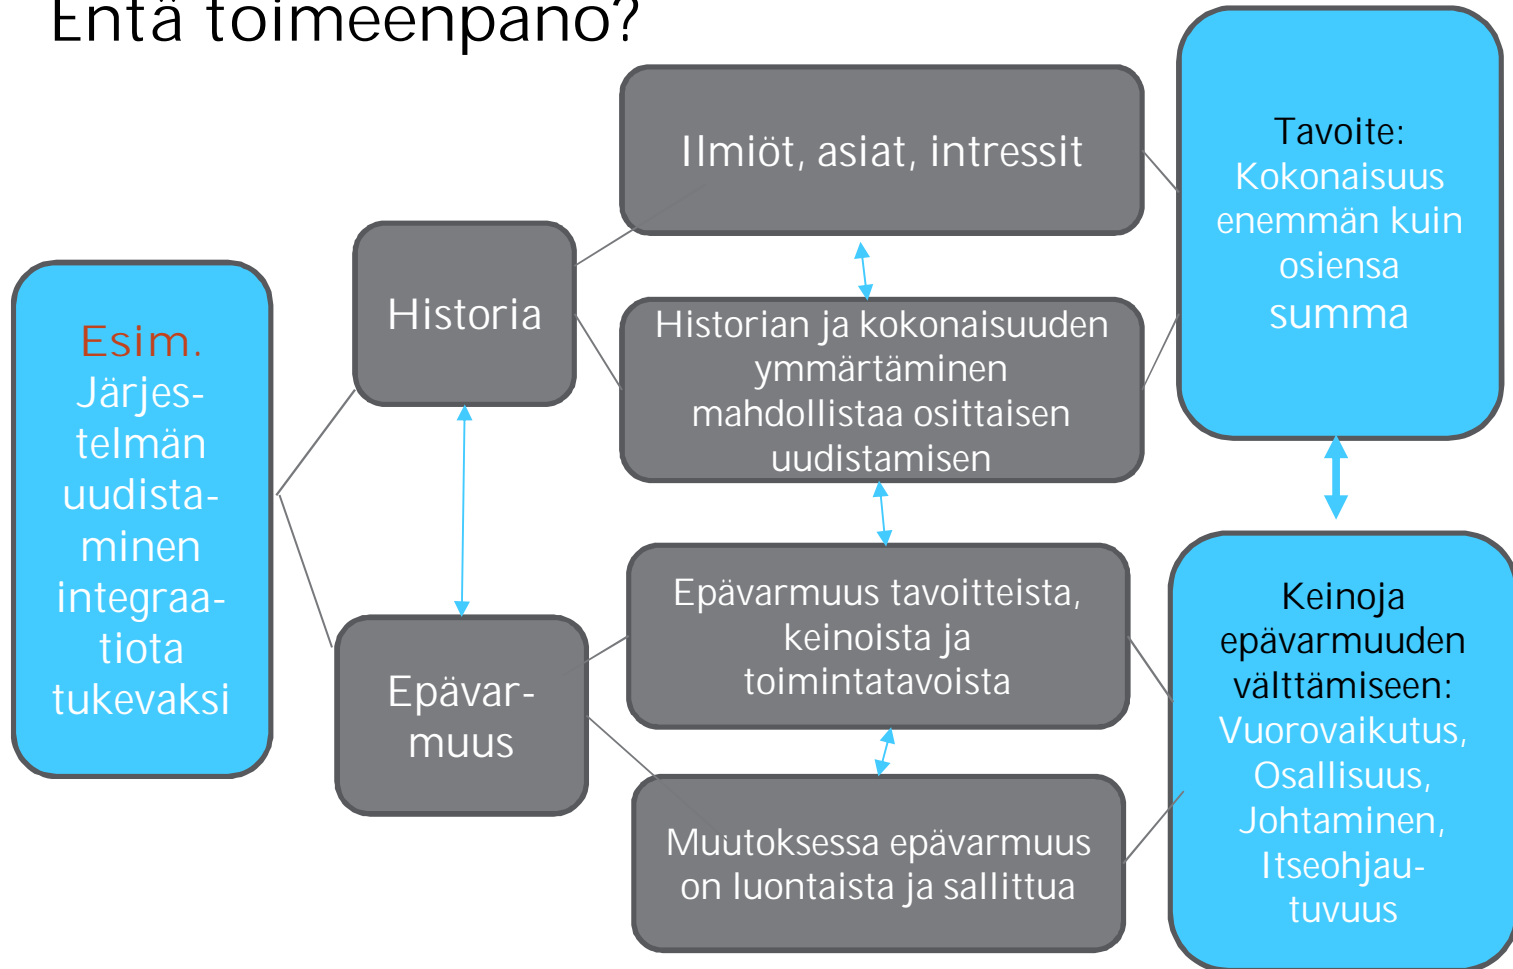 Entä toimeenpano?
Esim.
Järjes-
telmän
uudista-
minen
integraa-
tiota
tukevaksi
Historia
Epävar-
muus
Ilmiöt, asiat, intressit
Historian ja kokonaisuuden
ymmärtäminen
mahdollistaa osittaisen
uudistamisen
Epävarmuus tavoitteista,
keinoista ja
toimintatavoista
Muutoksessa epävarmuus
on luontaista ja sallittua
Tavoite:
Kokonaisuus
enemmän kuin
osiensa
summa
Keinoja
epävarmuuden
välttämiseen:
Vuorovaikutus,
Osallisuus,
Johtaminen,
Itseohjau-
tuvuus